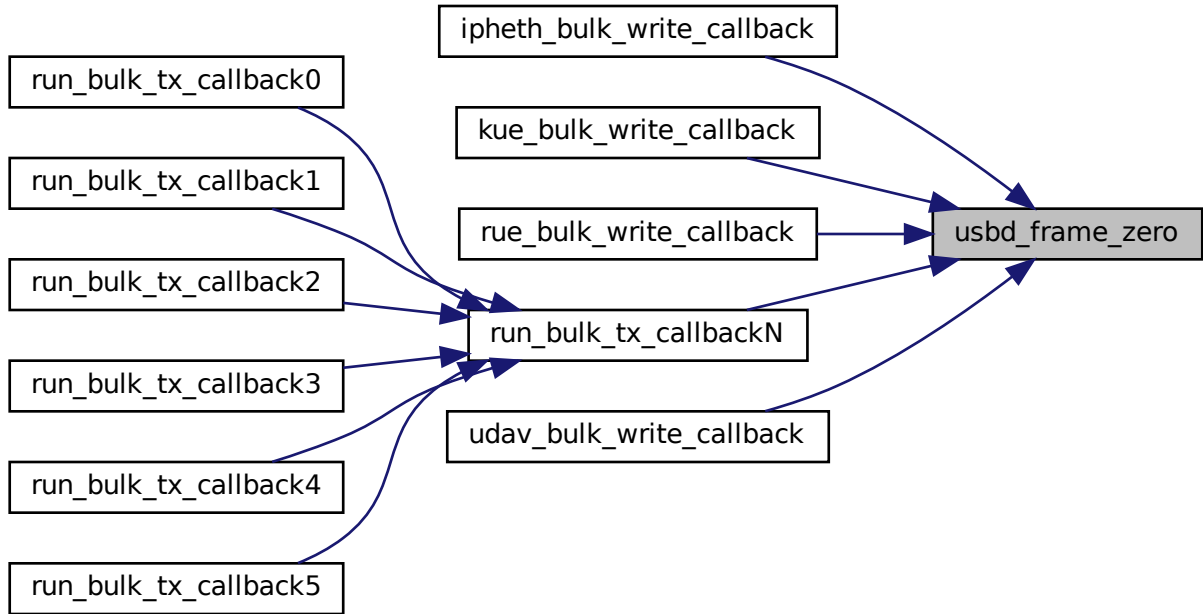 run_bulk_tx_callback0
run_bulk_tx_callback1
run_bulk_tx_callback2
run_bulk_tx_callback3
run_bulk_tx_callback4
run_bulk_tx_callback5
ipheth_bulk_write_callback
kue_bulk_write_callback
rue_bulk_write_callback
run_bulk_tx_callbackN
udav_bulk_write_callback
usbd_frame_zero